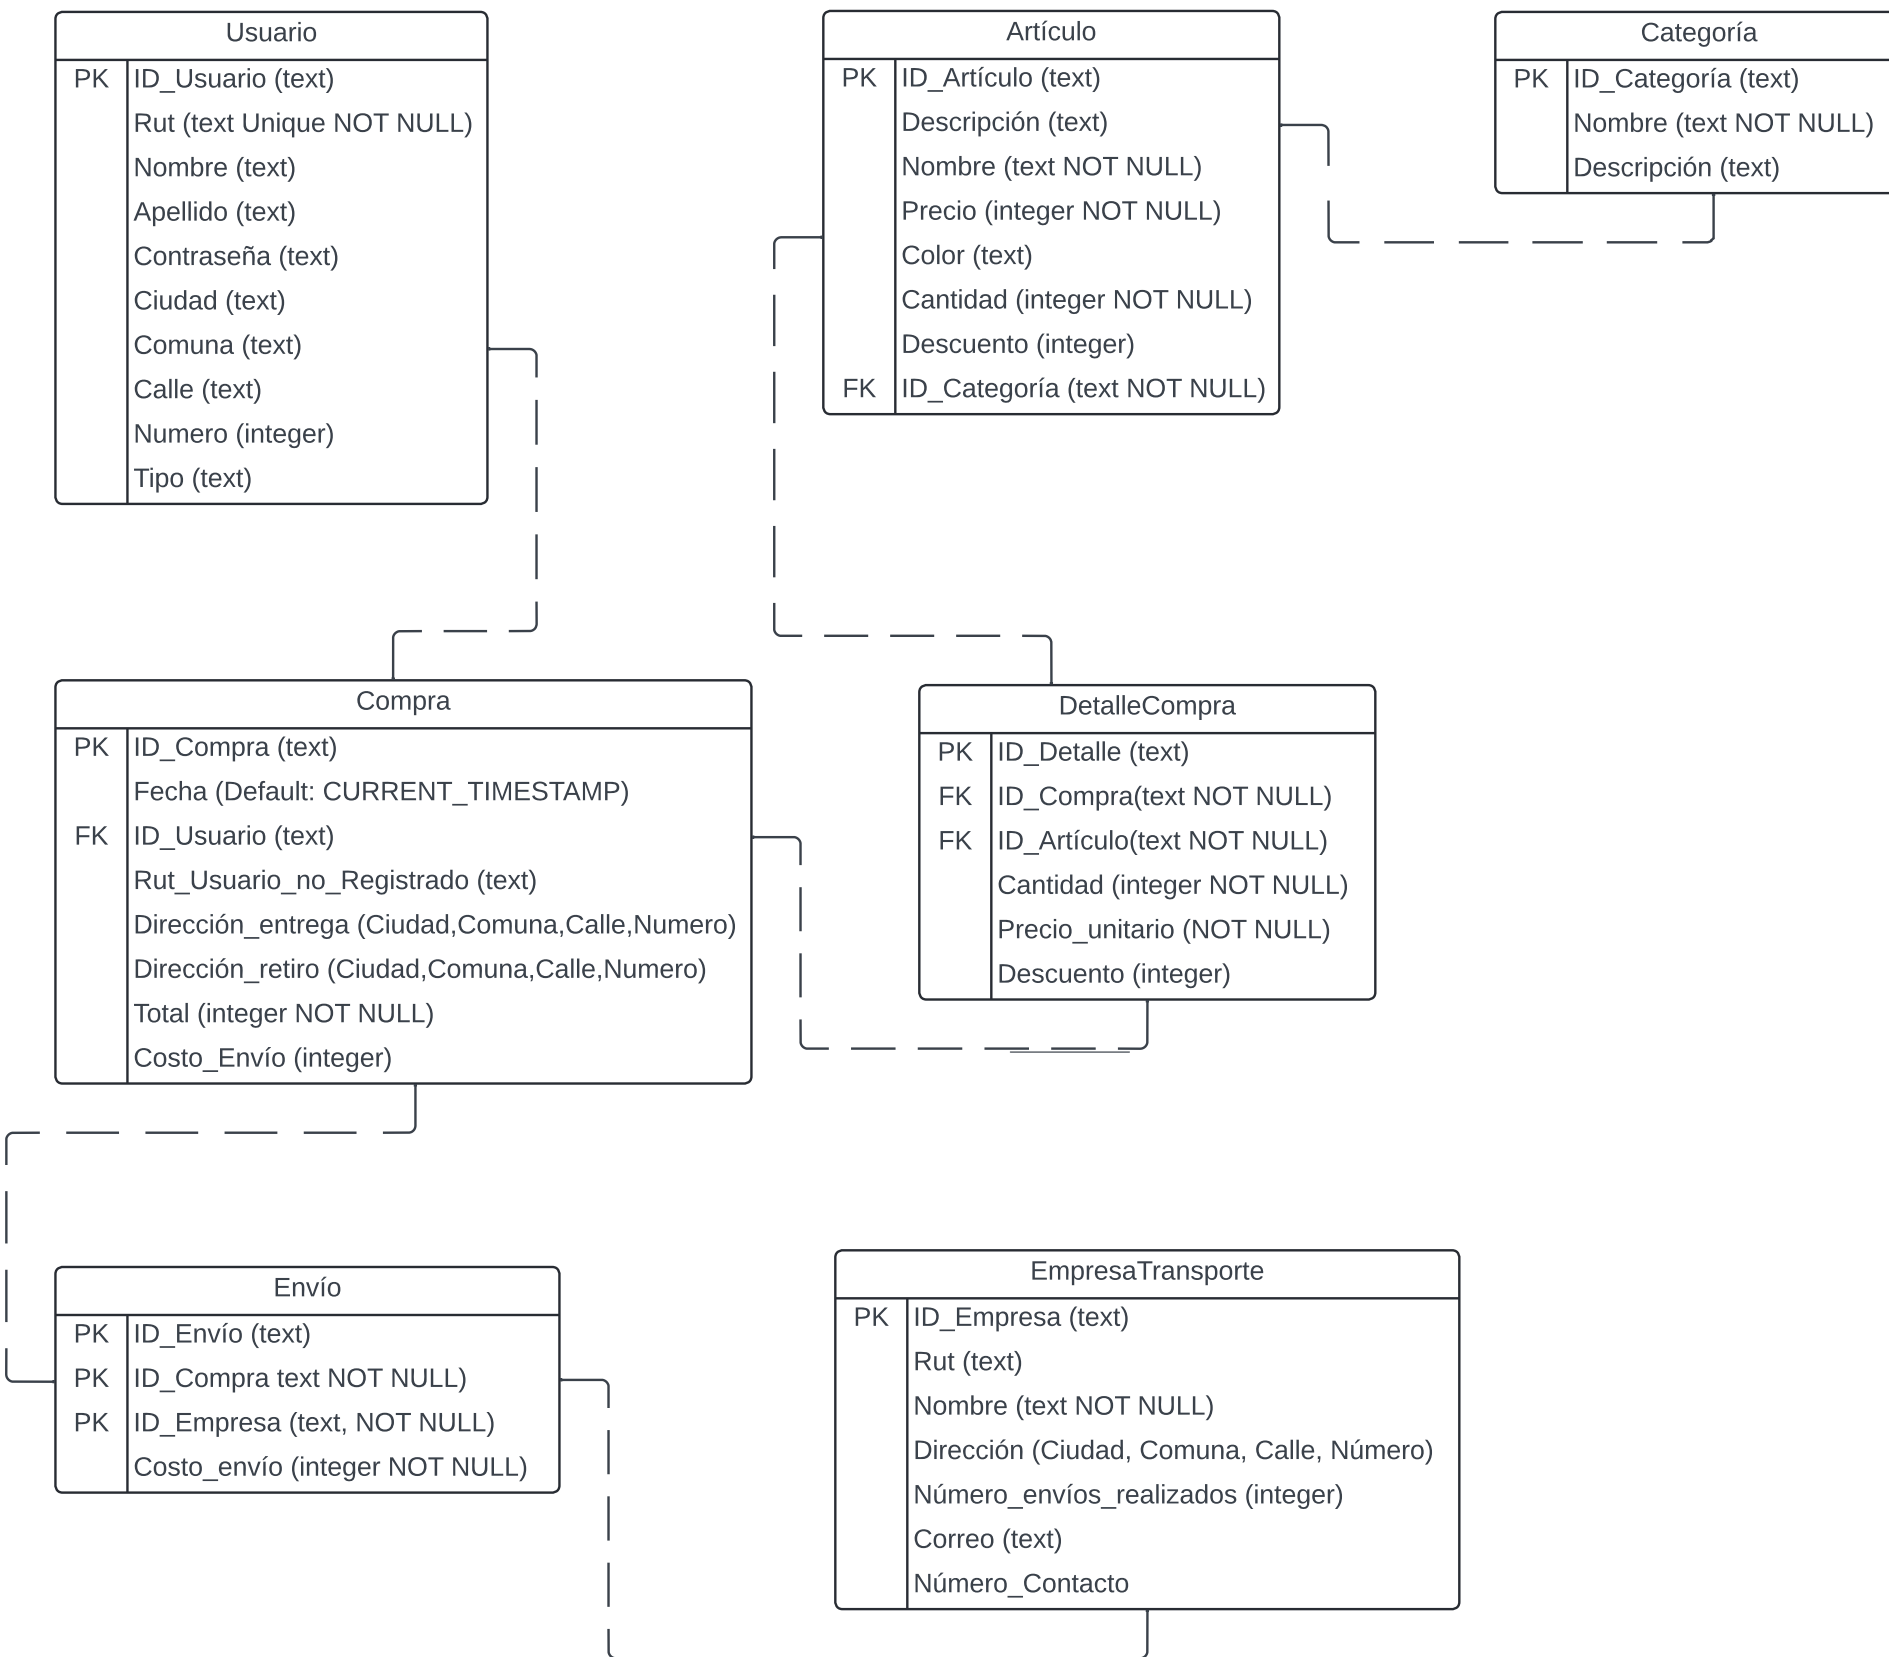 Usuario
PK ID_Usuario (text)
Rut (text Unique NOT NULL)
Nombre (text)
Apellido (text)
Contraseña (text)
Ciudad (text)
Comuna (text)
Calle (text)
Numero (integer)
Tipo (text)
Artículo
PK ID_Artículo (text)
Descripción (text)
Nombre (text NOT NULL)
Precio (integer NOT NULL)
Color (text)
Cantidad (integer NOT NULL)
Descuento (integer)
FK ID_Categoría (text NOT NULL)
Categoría
PK ID_Categoría (text)
Nombre (text NOT NULL)
Descripción (text)
Compra
PK ID_Compra (text)
Fecha (Default: CURRENT_TIMESTAMP)
FK ID_Usuario (text)
Rut_Usuario_no_Registrado (text)
Dirección_entrega (Ciudad,Comuna,Calle,Numero)
Dirección_retiro (Ciudad,Comuna,Calle,Numero)
Total (integer NOT NULL)
Costo_Envío (integer)
DetalleCompra
PK ID_Detalle (text)
FK ID_Compra(text NOT NULL)
FK ID_Artículo(text NOT NULL)
Cantidad (integer NOT NULL)
Precio_unitario (NOT NULL)
Descuento (integer)
Envío
PK ID_Envío (text)
PK ID_Compra text NOT NULL)
PK ID_Empresa (text, NOT NULL)
Costo_envío (integer NOT NULL)
EmpresaTransporte
PK ID_Empresa (text)
Rut (text)
Nombre (text NOT NULL)
Dirección (Ciudad, Comuna, Calle, Número)
Número_envíos_realizados (integer)
Correo (text)
Número_Contacto